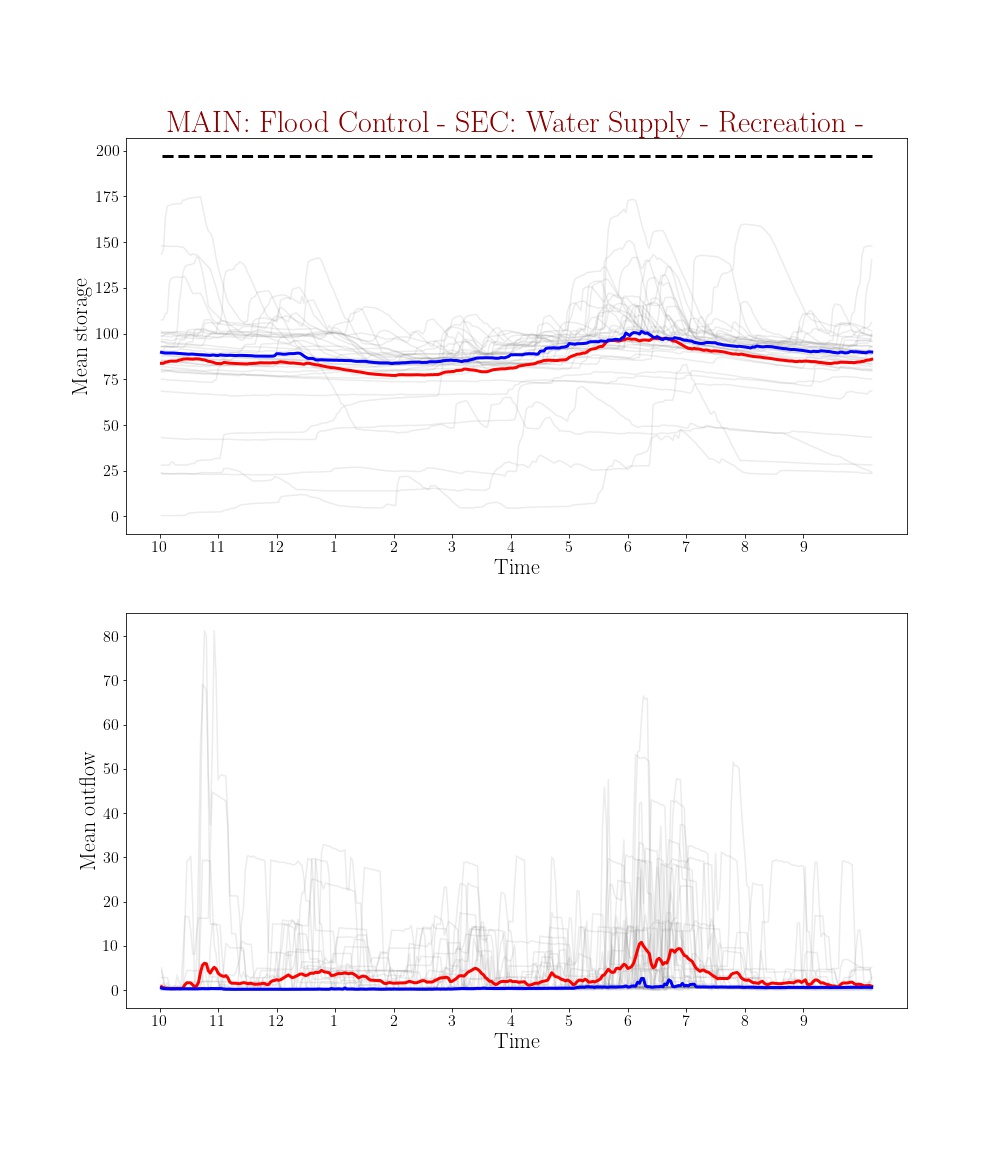 MAIN: Flood Control - SEC: Water Supply - Recreation -
200
175
150
125
100
75
50
25
0
Mean storage
10 11 12 1 2 3 4 5 6 7 8 9
Time
80
70
60
50
40
30
20
10
0
Mean outflow
10 11 12 1 2 3 4 5 6 7 8 9
Time